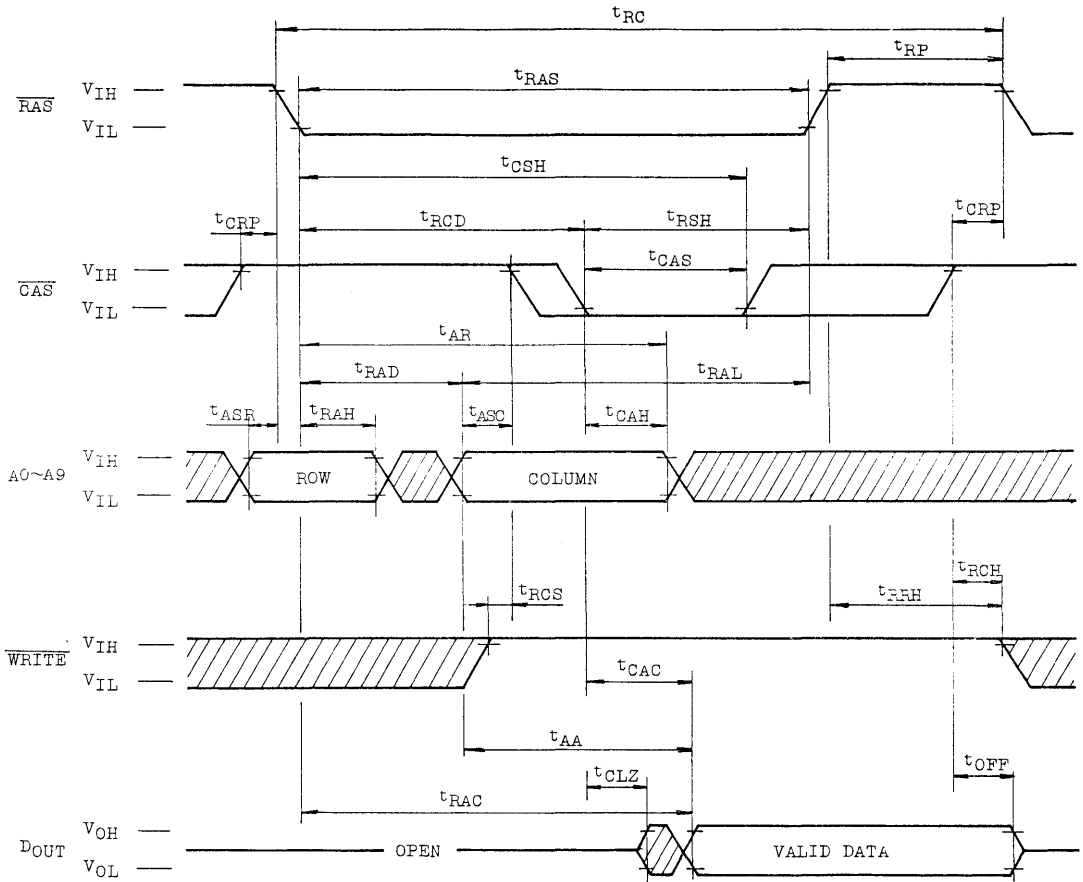 tRC
tRP
tRAS
RAS
VIH
VIL
tCSH
tCRP
tRCD
tRSH
tCRP
tCAS
CAS
VIH
VIL
tAR
tRAD
tRAL
tASR
tRAH
tASC
tCAH
A0~A9
VIH
VIL
ROW
COLUMN
tRCS
tRCH
tRRH
WRITE
VIH
VIL
tCAC
tAA
tCLZ
tOFF
tRAC
DOUT
VOH
VOL
OPEN
VALID DATA